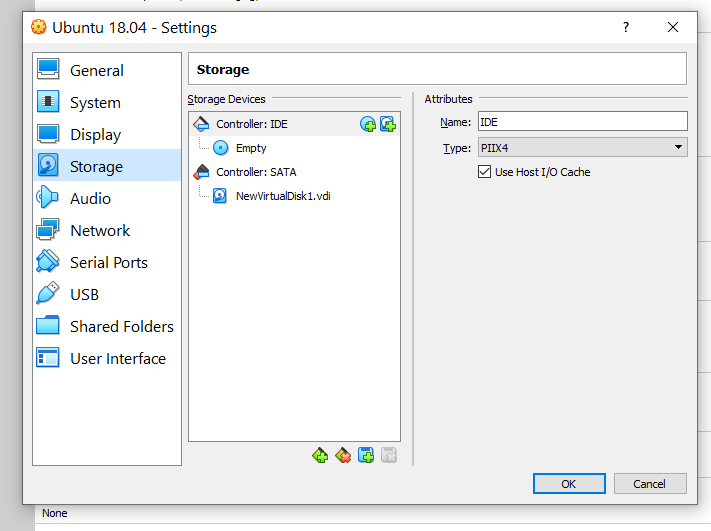 Ubuntu 18.04 - Settings
?
General
System
Display
Storage
Audio
Network
Serial Ports
USB
Shared Folders
User Interface
Storage
Storage Devices
Controller: IDE
Empty
Controller: SATA
NewVirtualDisk1.vdi
Attributes
Name: IDE
Type: PIIX4
Use Host I/O Cache
OK
Cancel
None